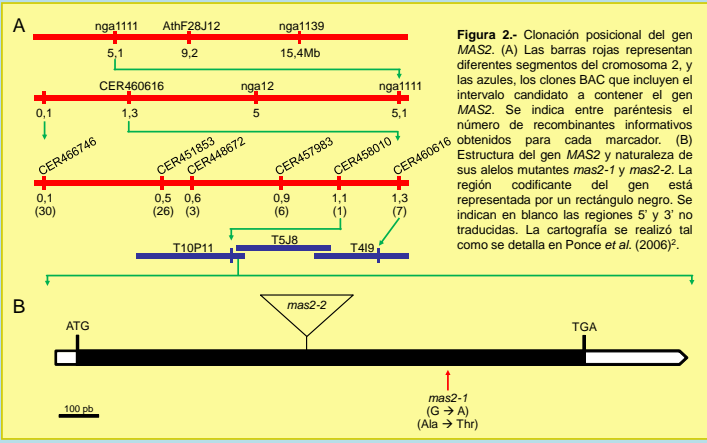 A
nga1111 AthF28J12 nga1139
5,1 9,2 15,4Mb
CER460616 nga12 nga1111
0,1 1,3 5 5,1
CER466746 CER451853 CER448672 CER457983 CER458010 CER460616
0,1 0,5 0,6 0,9 1,1 1,3
(30) (26) (3) (6) (1) (7)
T10P11 T5J8 T4I9
Figura 2.- Clonación posicional del gen
MAS2. (A) Las barras rojas representan
diferentes segmentos del cromosoma 2, y
las azules, los clones BAC que incluyen el
intervalo candidato a contener el gen
MAS2. Se indica entre paréntesis el
número de recombinantes informativos
obtenidos para cada marcador. (B)
Estructura del gen MAS2 y naturaleza de
sus alelos mutantes mas2-1 y mas2-2. La
región codificante del gen está
representada por un rectángulo negro. Se
indican en blanco las regiones 5' y 3' no
traducidas. La cartografía se realizó tal
como se detalla en Ponce et al. (2006)².
B
ATG mas2-2 TGA
100 pb
mas2-1
(G → A)
(Ala → Thr)